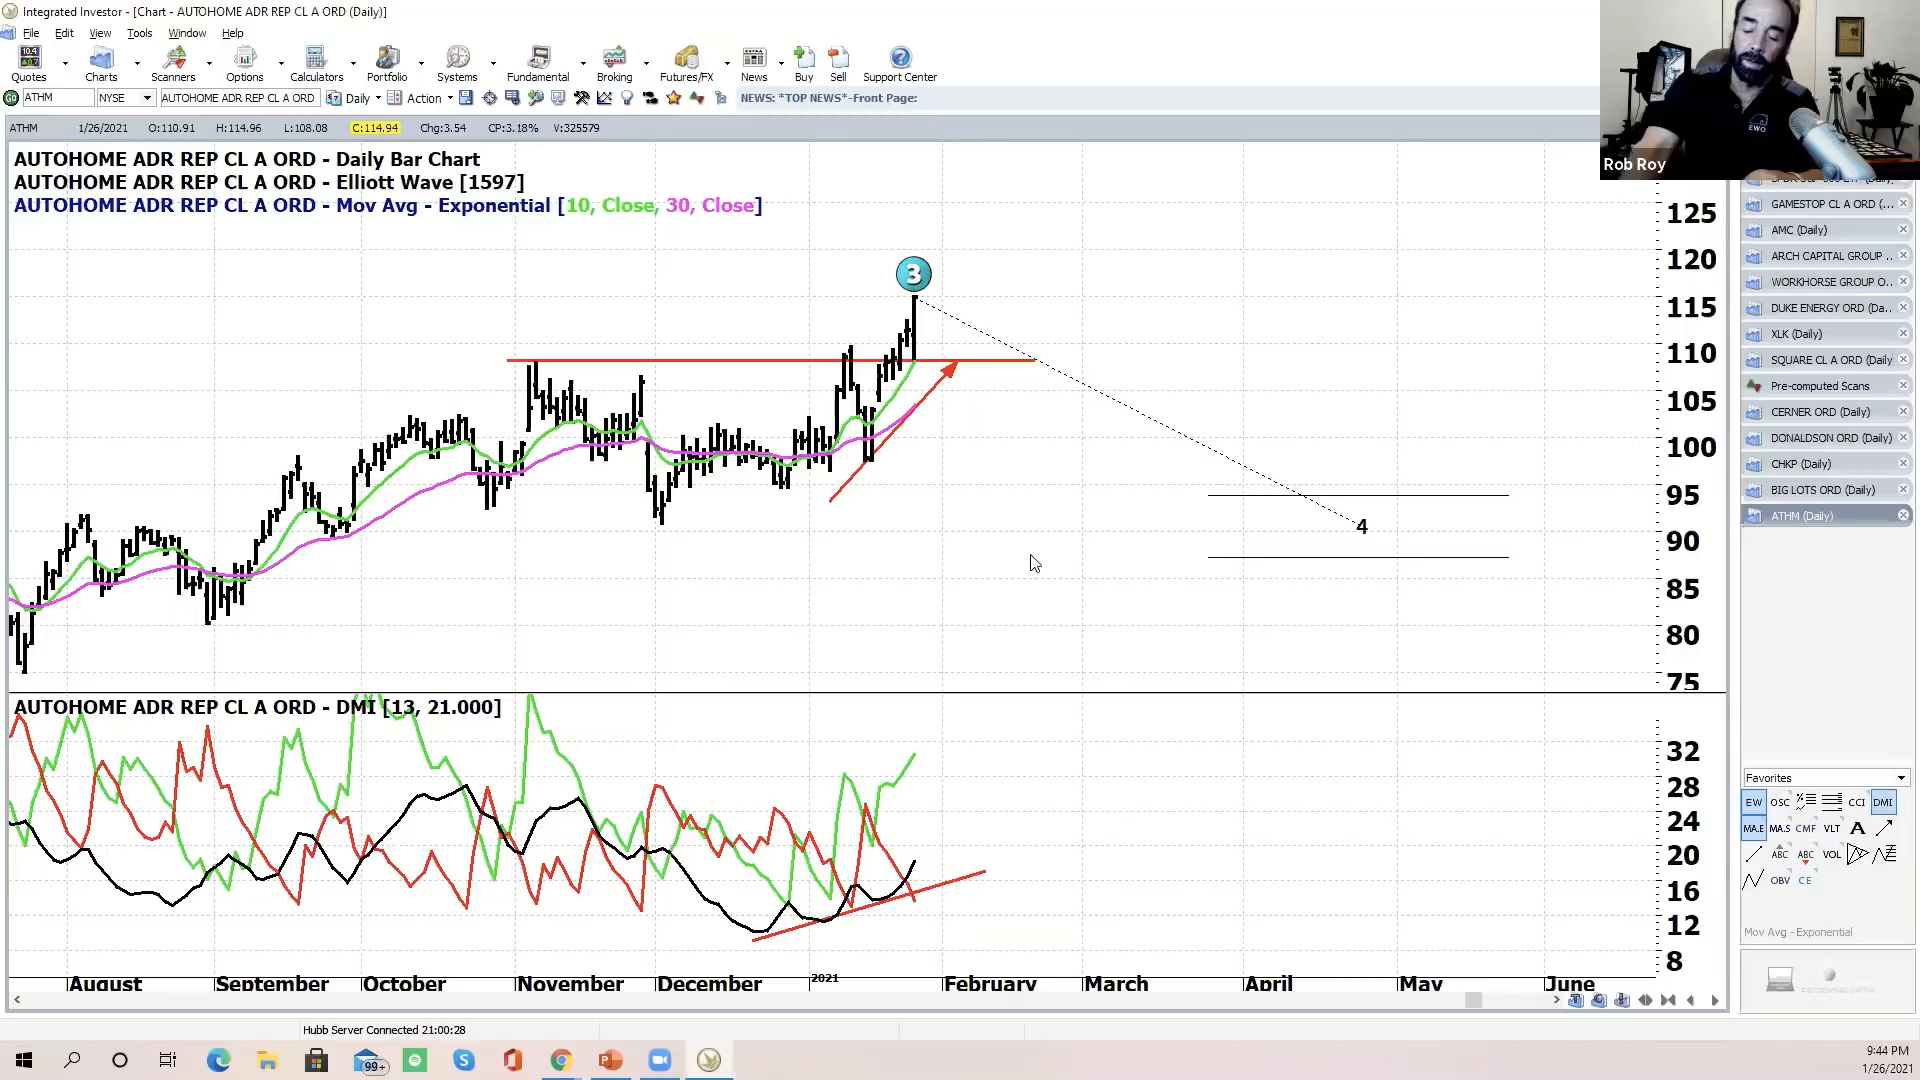 Integrated Investor - [Chart - AUTOHOME ADR REP CL A ORD (Daily)]
File Edit View Tools Window Help
Quotes Charts Scanners Options Calculators Portfolio Systems Fundamental Broking Futures/FX News Buy Sell Support Center
ATHM NYSE AUTOHOME ADR REP CL A ORD Daily Action NEWS: *TOP NEWS*-Front Page:
ATHM 1/26/2021 O:110.91 H:114.96 L:108.08 C:114.94 Chg:3.54 CP:3.18% V:325579
EWO
Rob Roy
AUTOHOME ADR REP CL A ORD - Daily Bar Chart
AUTOHOME ADR REP CL A ORD - Elliott Wave [1597]
AUTOHOME ADR REP CL A ORD - Mov Avg - Exponential [10, Close, 30, Close]
3
4
125
120
115
110
105
100
95
90
85
80
75
AUTOHOME ADR REP CL A ORD - DMI [13, 21.000]
32
28
24
20
16
12
8
2021
August September October November December February March April May June
GAMESTOP CL A ORD (...
AMC (Daily)
ARCH CAPITAL GROUP ..
WORKHORSE GROUP O..
DUKE ENERGY ORD (Da..
XLK (Daily)
SQUARE CL A ORD (Daily
Pre-computed Scans
CERNER ORD (Daily)
DONALDSON ORD (Daily)
CHKP (Daily)
BIG LOTS ORD (Daily)
ATHM (Daily)
Favorites
EW OSC CCI DMI
MA.E MA.S CMF VLT A
ABC ABC VOL
OBV CE
Mov Avg - Exponential
Hubb Server Connected 21:00:28
99+
9:44 PM
1/26/2021